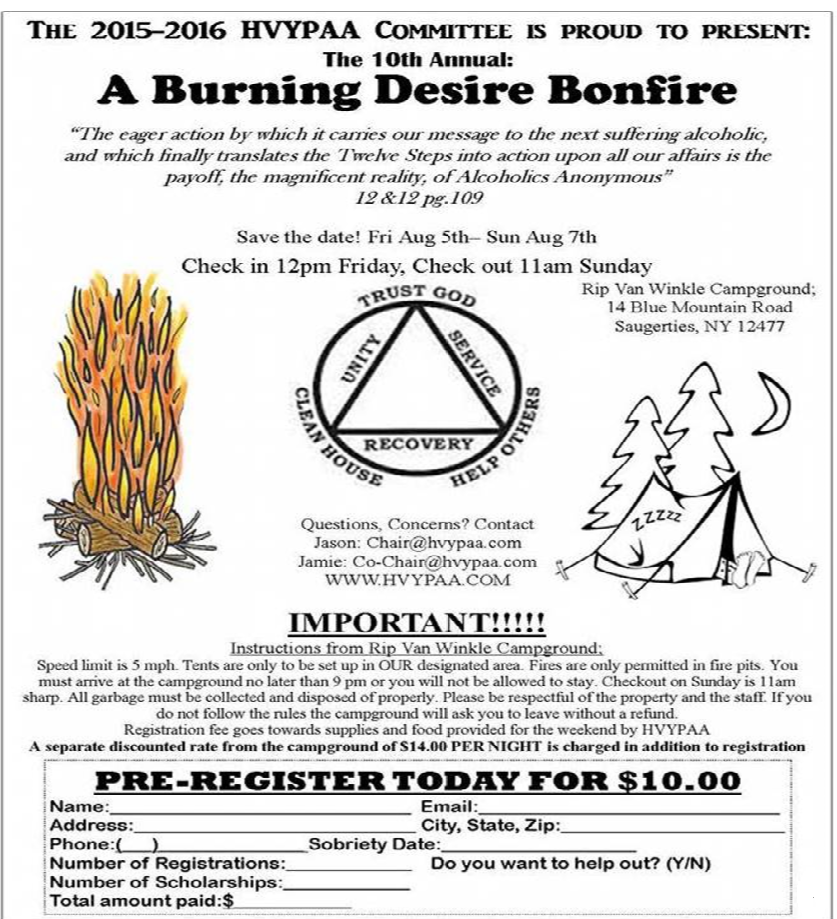 THE 2015–2016 HVYPAA COMMITTEE IS PROUD TO PRESENT:
The 10th Annual:
A Burning Desire Bonfire
“The eager action by which it carries our message to the next suffering alcoholic,
and which finally translates the Twelve Steps into action upon all our affairs is the
payoff, the magnificent reality, of Alcoholics Anonymous”
12 &12 pg.109
Save the date! Fri Aug 5th– Sun Aug 7th
Check in 12pm Friday, Check out 11am Sunday
Rip Van Winkle Campground;
14 Blue Mountain Road
Saugerties, NY 12477
TRUST GOD
UNITY
SERVICE
RECOVERY
CLEAN HOUSE
HELP OTHERS
ZZZZZ
Questions, Concerns? Contact
Jason: Chair@hvypaa.com
Jamie: Co-Chair@hvypaa.com
WWW.HVYPAA.COM
IMPORTANT!!!!!
Instructions from Rip Van Winkle Campground;
Speed limit is 5 mph. Tents are only to be set up in OUR designated area. Fires are only permitted in fire pits. You
must arrive at the campground no later than 9 pm or you will not be allowed to stay. Checkout on Sunday is 11am
sharp. All garbage must be collected and disposed of properly. Please be respectful of the property and the staff. If you
do not follow the rules the campground will ask you to leave without a refund.
Registration fee goes towards supplies and food provided for the weekend by HVYPAA
A separate discounted rate from the campground of $14.00 PER NIGHT is charged in addition to registration
PRE-REGISTER TODAY FOR $10.00
Name:______ Email:______
Address:______ City, State, Zip:______
Phone:(___)______ Sobriety Date:______
Number of Registrations:______ Do you want to help out? (Y/N)
Number of Scholarships:______
Total amount paid:$______